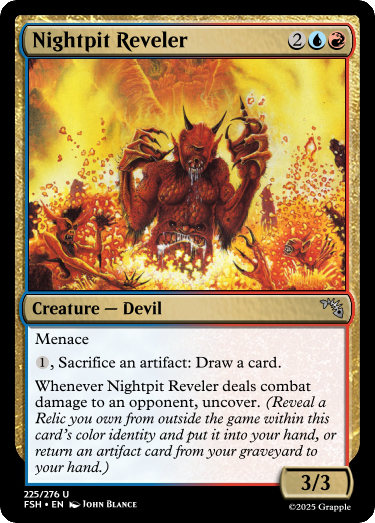 Nightpit Reveler 2
Creature — Devil
Menace
1, Sacrifice an artifact: Draw a card.
Whenever Nightpit Reveler deals combat
damage to an opponent, uncover. (Reveal a
Relic you own from outside the game within
this card's color identity and put it into your hand, or
return an artifact card from your graveyard to
your hand.)
3/3
225/276 U
FSH • EN JOHN BLANCE
©2025 Grapple